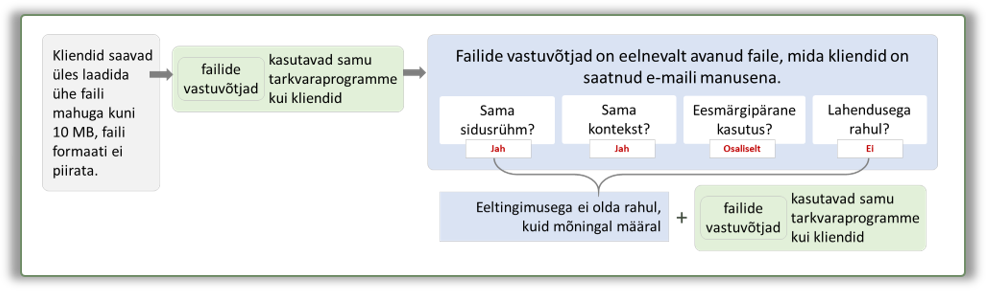 Kliendid saavad
üles laadida
ühe faili
mahuga kuni
10 MB, faili
formaati ei
piirata.
failide
vastuvõtjad
kasutavad samu
tarkvaraprogramme
kui kliendid
Failide vastuvõtjad on eelnevalt avanud faile, mida kliendid on
saatnud e-maili manusena.
Sama
sidusrühm?
Jah
Sama
kontekst?
Jah
Eesmärgipärane
kasutus?
Osaliselt
Lahendusega
rahul?
Ei
Eeltingimusega ei olda rahul,
kuid mõningal määral
+
failide
vastuvõtjad
kasutavad samu
tarkvaraprogramme
kui kliendid